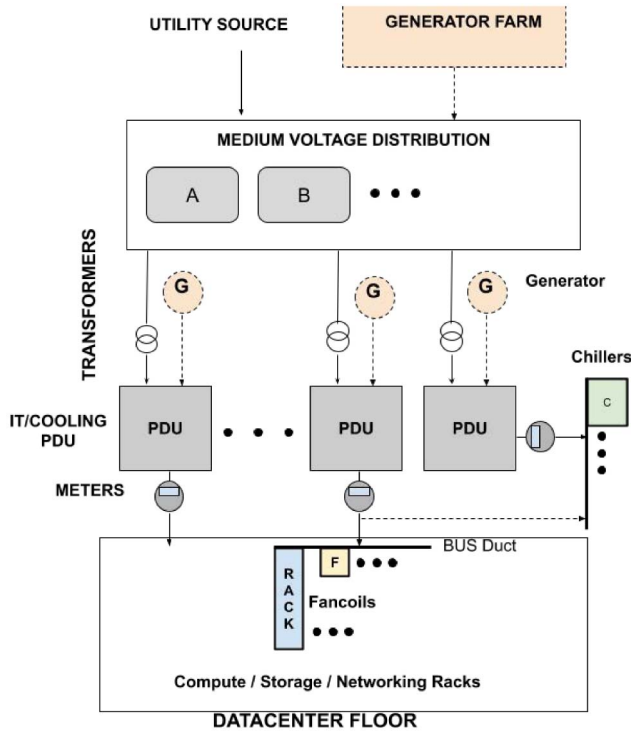 UTILITY SOURCE
GENERATOR FARM
MEDIUM VOLTAGE DISTRIBUTION
A
B
TRANSFORMERS
G
G
G
Generator
Chillers
C
IT/COOLING
PDU
PDU
PDU
PDU
METERS
BUS Duct
RACK
F
Fancoils
Compute / Storage / Networking Racks
DATACENTER FLOOR